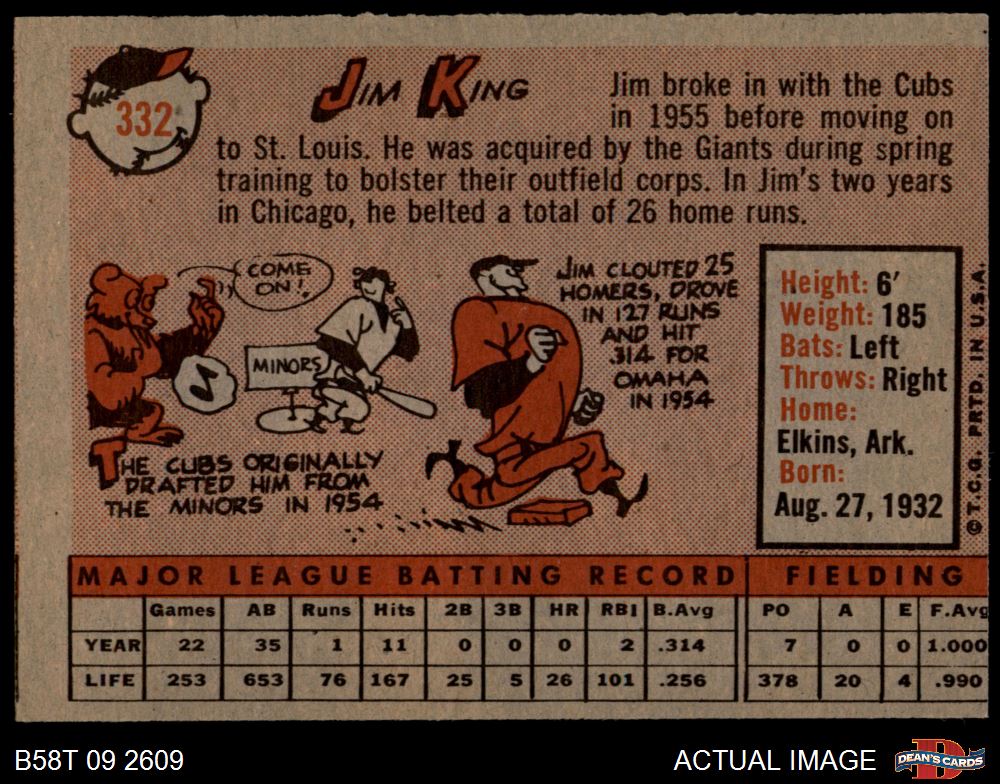 332
JIM KING
Jim broke in with the Cubs
in 1955 before moving on
to St. Louis. He was acquired by the Giants during spring
training to bolster their outfield corps. In Jim's two years
in Chicago, he belted a total of 26 home runs.
COME
ON!
MINORS
THE CUBS ORIGINALLY
DRAFTED HIM FROM
THE MINORS IN 1954
JIM CLOUTED 25
HOMERS, DROVE
IN 127 RUNS
AND HIT
.314 FOR
OMAHA
IN 1954
Height: 6'
Weight: 185
Bats: Left
Throws: Right
Home:
Elkins, Ark.
Born:
Aug. 27, 1932
© T.C.G. PRTD. IN U.S.A.
MAJOR LEAGUE BATTING RECORD FIELDING
Games AB Runs Hits 2B 3B HR RBI B.Avg PO A E F.Avg
YEAR 22 35 1 11 0 0 0 2 .314 7 0 0 1.000
LIFE 253 653 76 167 25 5 26 101 .256 378 20 4 .990
B58T 09 2609
ACTUAL IMAGE
DEAN'S CARDS